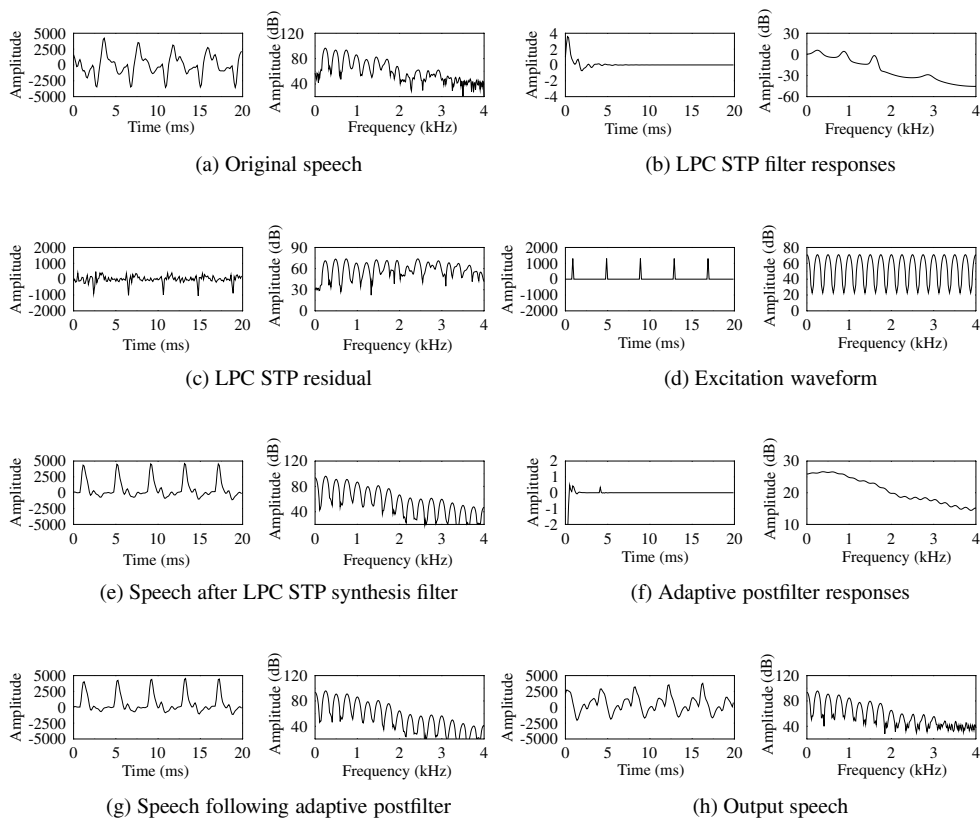 Amplitude
5000
2500
0
-2500
-5000
0 5 10 15 20
Time (ms)
Amplitude (dB)
120
80
40
0 1 2 3 4
Frequency (kHz)
(a) Original speech
Amplitude
4
2
0
-2
-4
0 5 10 15 20
Time (ms)
Amplitude (dB)
30
0
-30
-60
0 1 2 3 4
Frequency (kHz)
(b) LPC STP filter responses
Amplitude
2000
1000
0
-1000
-2000
0 5 10 15 20
Time (ms)
Amplitude (dB)
90
60
30
0
0 1 2 3 4
Frequency (kHz)
(c) LPC STP residual
Amplitude
2000
1000
0
-1000
-2000
0 5 10 15 20
Time (ms)
Amplitude (dB)
80
60
40
20
0
0 1 2 3 4
Frequency (kHz)
(d) Excitation waveform
Amplitude
5000
2500
0
-2500
-5000
0 5 10 15 20
Time (ms)
Amplitude (dB)
120
80
40
0 1 2 3 4
Frequency (kHz)
(e) Speech after LPC STP synthesis filter
Amplitude
2
1
0
-1
-2
0 5 10 15 20
Time (ms)
Amplitude (dB)
30
20
10
0 1 2 3 4
Frequency (kHz)
(f) Adaptive postfilter responses
Amplitude
5000
2500
0
-2500
-5000
0 5 10 15 20
Time (ms)
Amplitude (dB)
120
80
40
0 1 2 3 4
Frequency (kHz)
(g) Speech following adaptive postfilter
Amplitude
5000
2500
0
-2500
-5000
0 5 10 15 20
Time (ms)
Amplitude (dB)
120
80
40
0 1 2 3 4
Frequency (kHz)
(h) Output speech